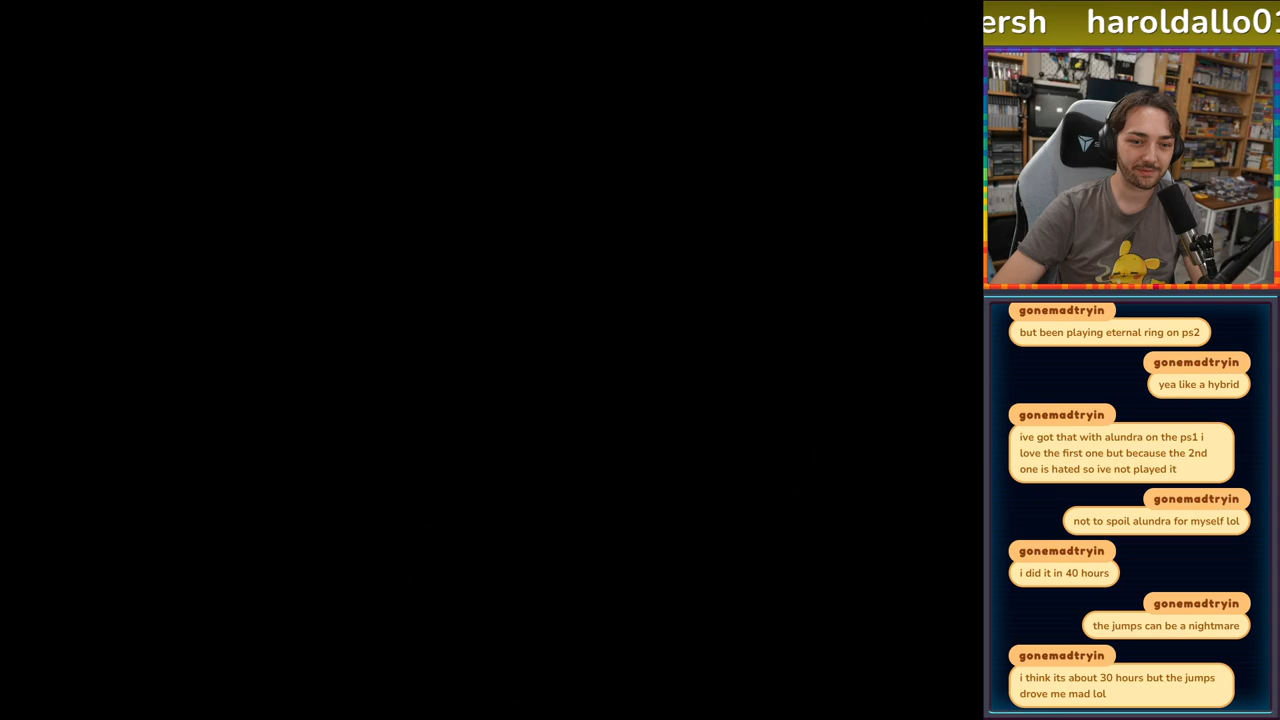 ersh haroldallo01
gonemadtryin
but been playing eternal ring on ps2
gonemadtryin
yea like a hybrid
gonemadtryin
ive got that with alundra on the ps1 i
love the first one but because the 2nd
one is hated so ive not played it
gonemadtryin
not to spoil alundra for myself lol
gonemadtryin
i did it in 40 hours
gonemadtryin
the jumps can be a nightmare
gonemadtryin
i think its about 30 hours but the jumps
drove me mad lol